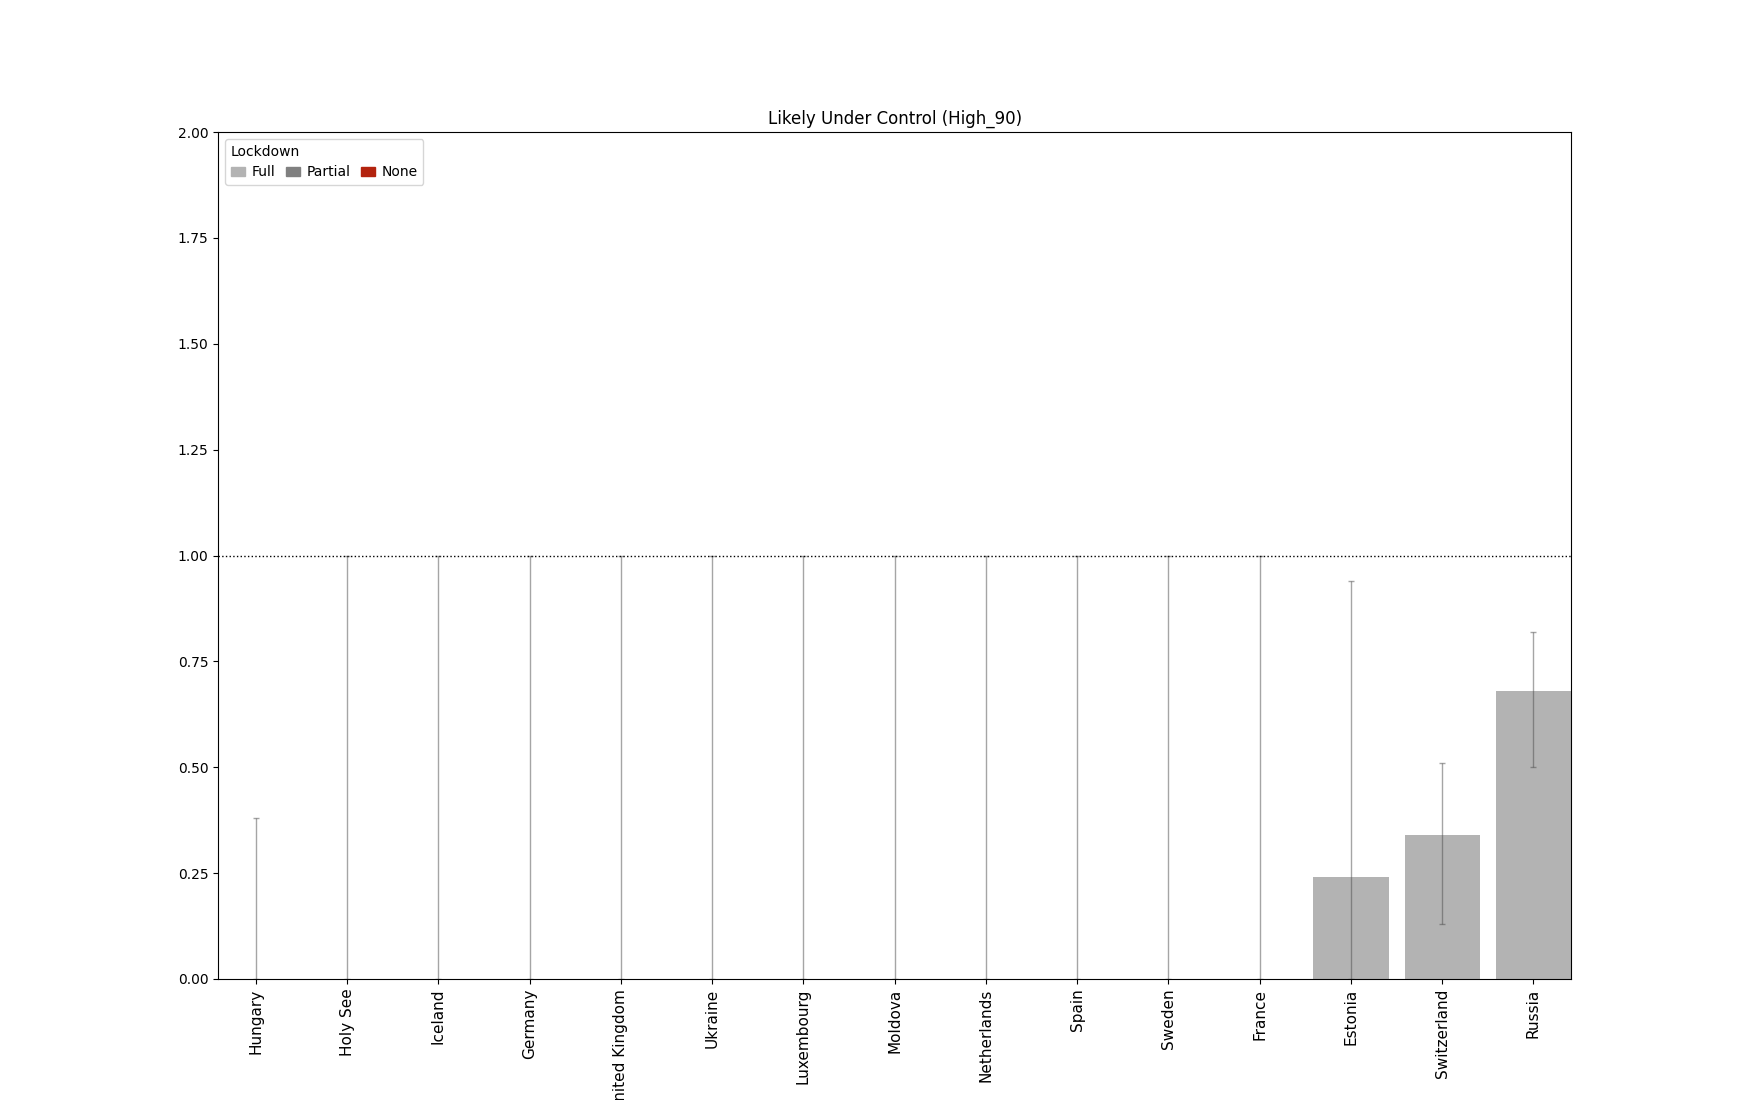 Likely Under Control (High_90)
2.00
Lockdown
Full Partial None
1.75
1.50
1.25
1.00
0.75
0.50
0.25
0.00
Hungary
Holy See
Iceland
Germany
nited Kingdom
Ukraine
Luxembourg
Moldova
Netherlands
Spain
Sweden
France
Estonia
Switzerland
Russia